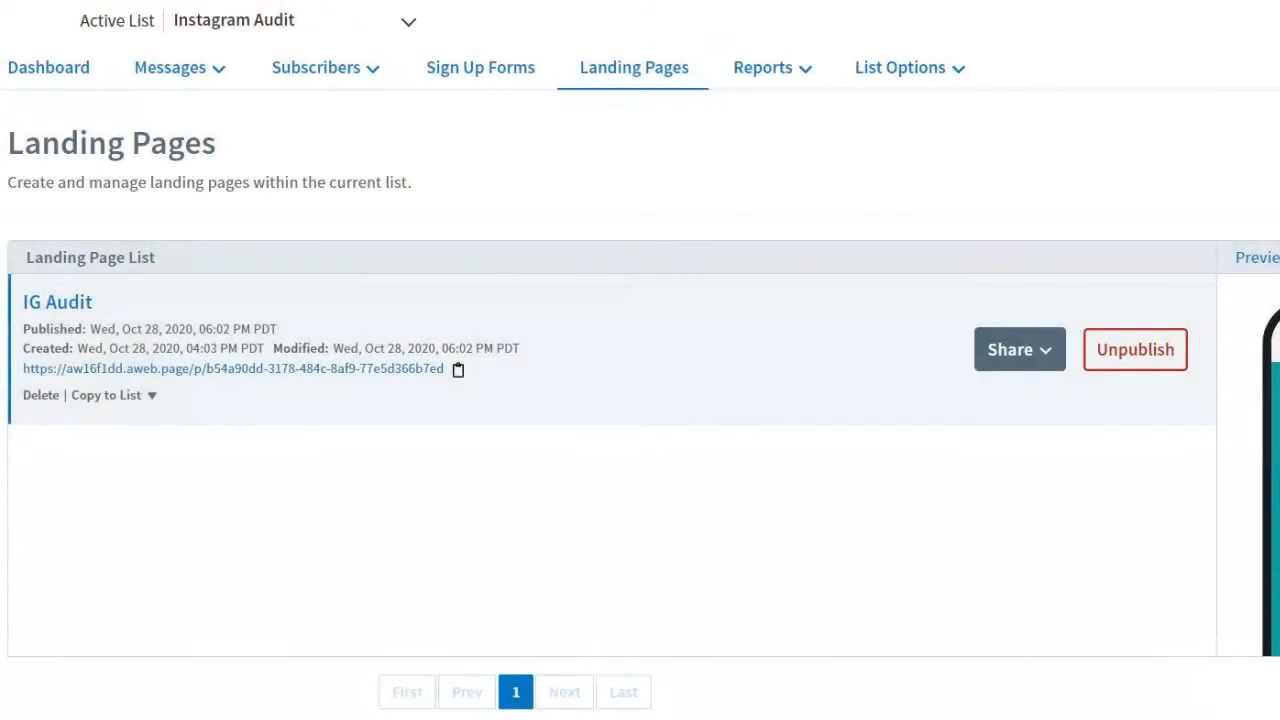 Active List Instagram Audit
Dashboard Messages Subscribers Sign Up Forms Landing Pages Reports List Options
Landing Pages
Create and manage landing pages within the current list.
Landing Page List Previe
IG Audit
Published: Wed, Oct 28, 2020, 06:02 PM PDT
Created: Wed, Oct 28, 2020, 04:03 PM PDT Modified: Wed, Oct 28, 2020, 06:02 PM PDT
Share Unpublish
https://aw16f1dd.aweb.page/p/b54a90dd-3178-484c-8af9-77e5d366b7ed
Delete | Copy to List ▼
First Prev 1 Next Last